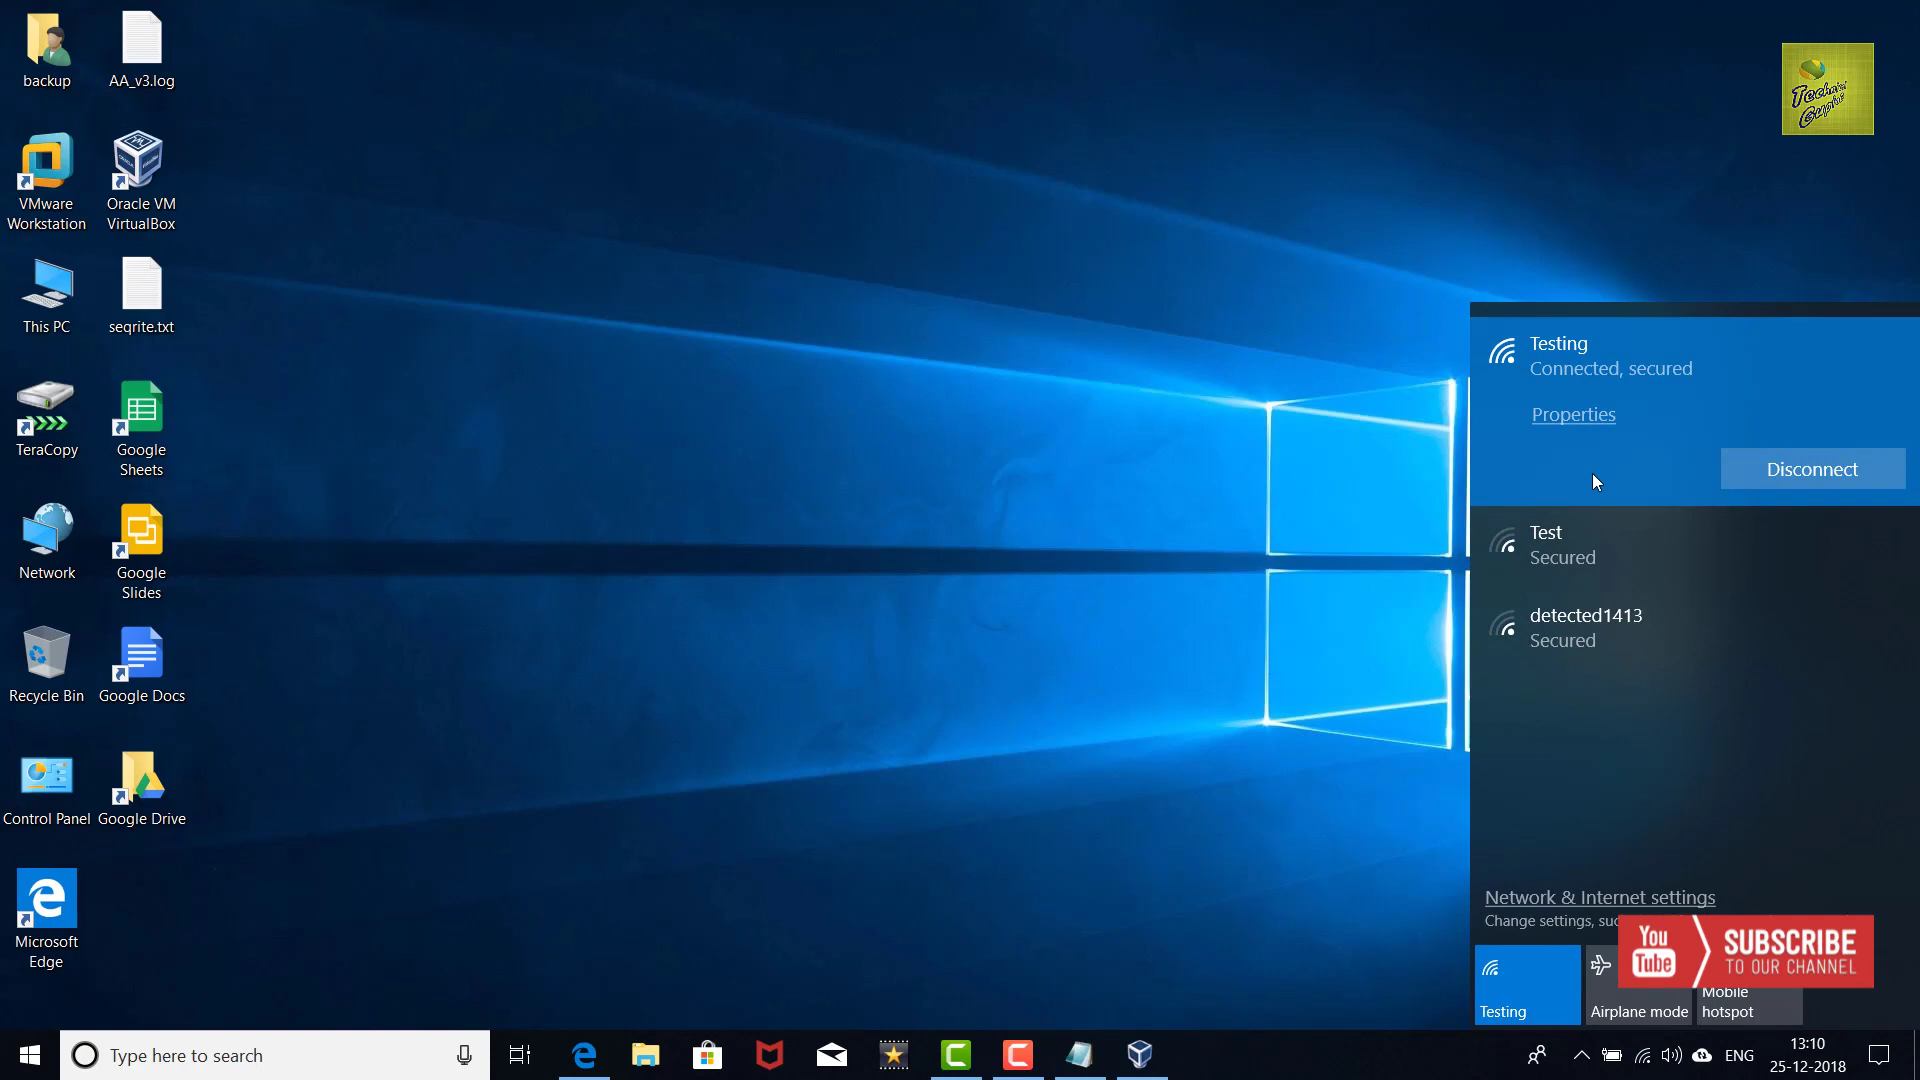 backup
AA_v3.log
VMware
Workstation
Oracle VM
VirtualBox
This PC
seqrite.txt
TeraCopy
Google
Sheets
Network
Google
Slides
Recycle Bin
Google Docs
Control Panel
Google Drive
Microsoft
Edge
Testing
Connected, secured
Properties
Disconnect
Test
Secured
detected1413
Secured
Network & Internet settings
Change settings,
You
Tube
SUBSCRIBE
TO OUR CHANNEL
Testing
Airplane mode
Mobile
hotspot
Type here to search
ENG
13:10
25-12-2018